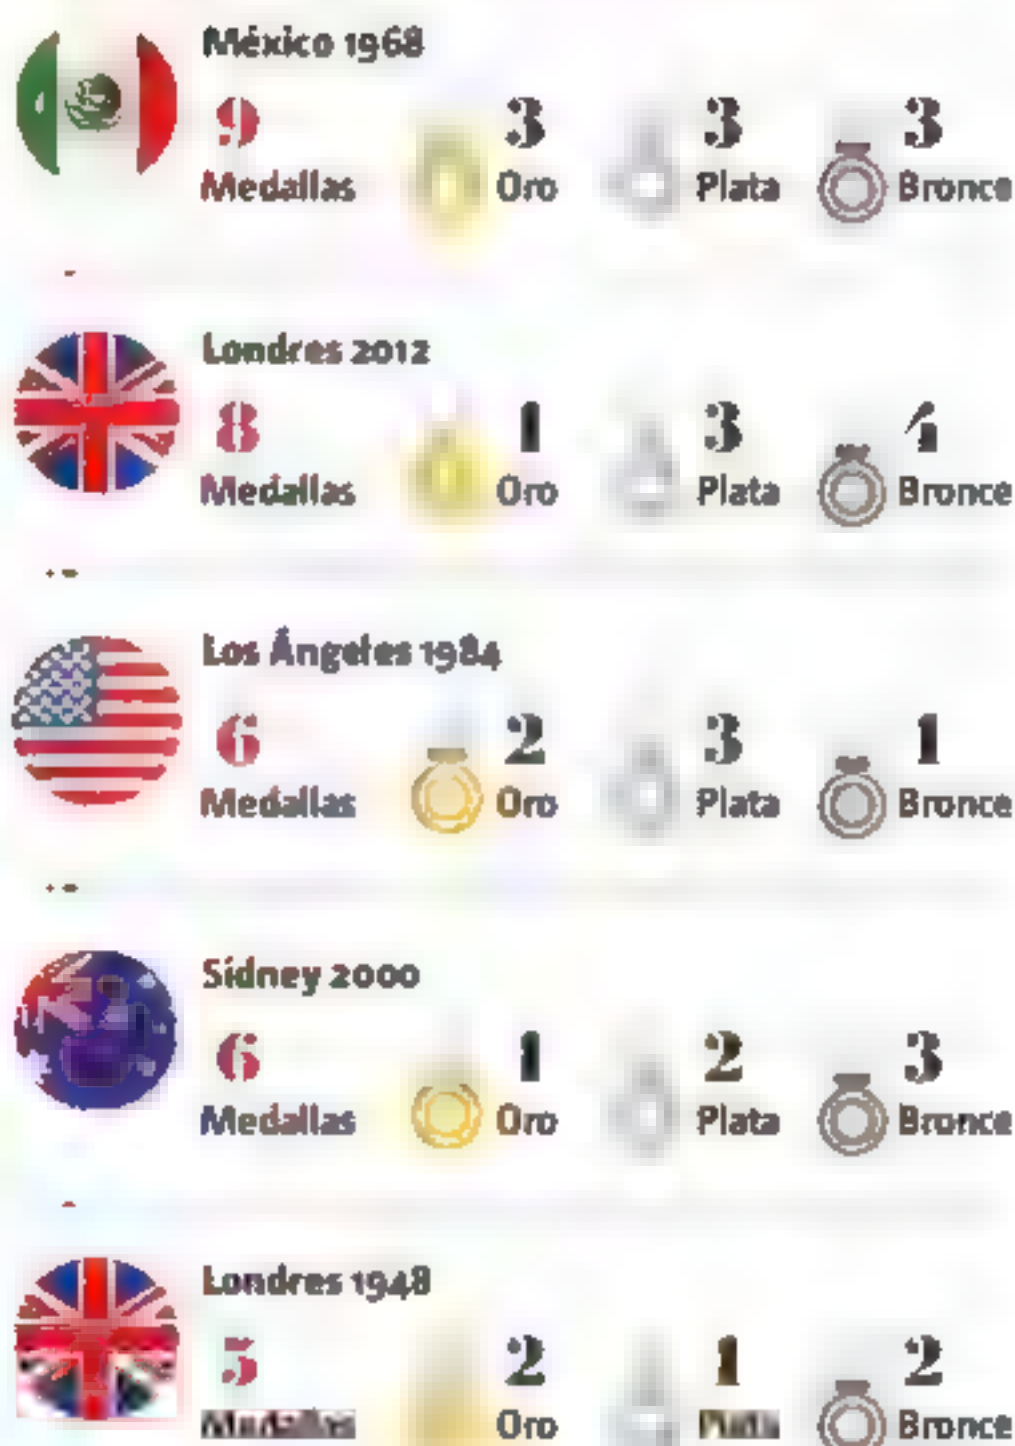 México 1968
9 3 3 3
Medallas Oro Plata Bronce
Londres 2012
8 1 3 4
Medallas Oro Plata Bronce
Los Ángeles 1984
6 2 3 1
Medallas Oro Plata Bronce
Sídney 2000
6 1 2 3
Medallas Oro Plata Bronce
Londres 1948
5 2 1 2
Medallas Oro Plata Bronce